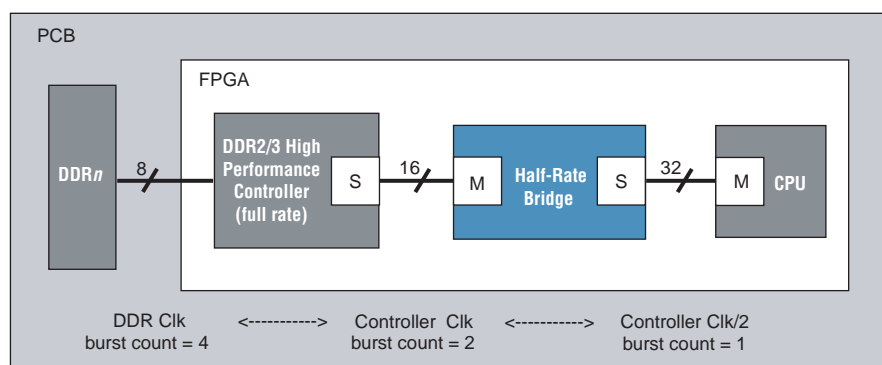 PCB
FPGA
DDRn
8
DDR2/3 High
Performance
Controller
(full rate)
S
16
M
Half-Rate
Bridge
S
32
M
CPU
DDR Clk <-----------> Controller Clk <-----------> Controller Clk/2
burst count = 4 burst count = 2 burst count = 1